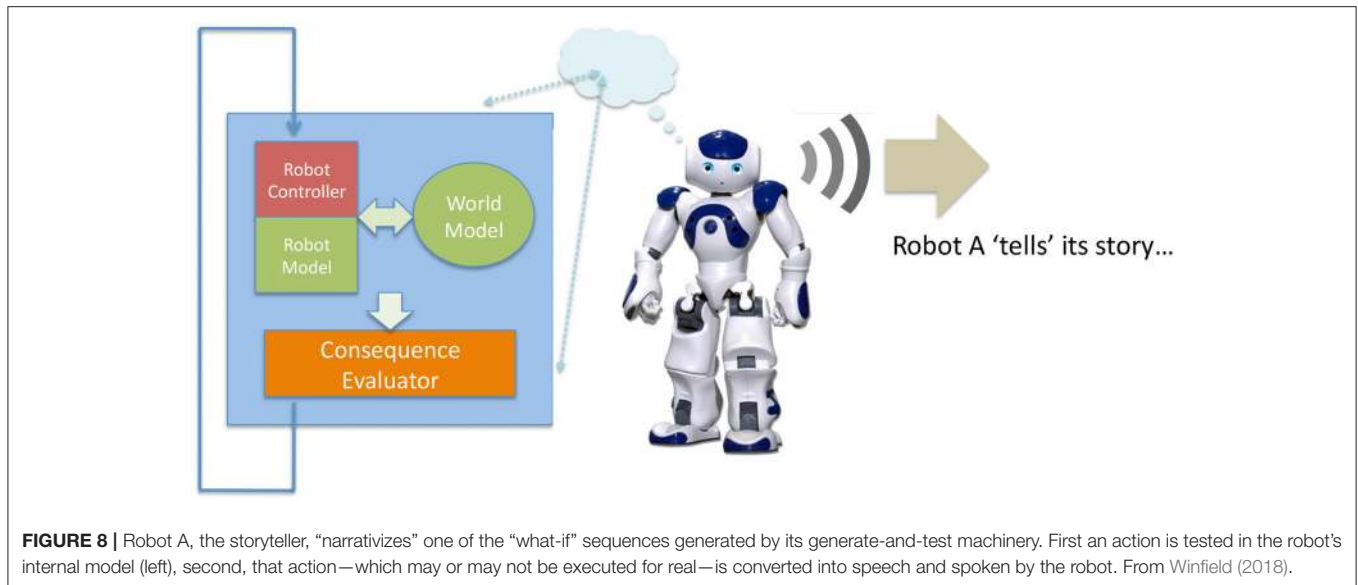 Robot
Controller
Robot
Model
World
Model
Consequence
Evaluator
Robot A ‘tells’ its story…
FIGURE 8 | Robot A, the storyteller, “narrativizes” one of the “what-if” sequences generated by its generate-and-test machinery. First an action is tested in the robot’s
internal model (left), second, that action—which may or may not be executed for real—is converted into speech and spoken by the robot. From Winfield (2018).